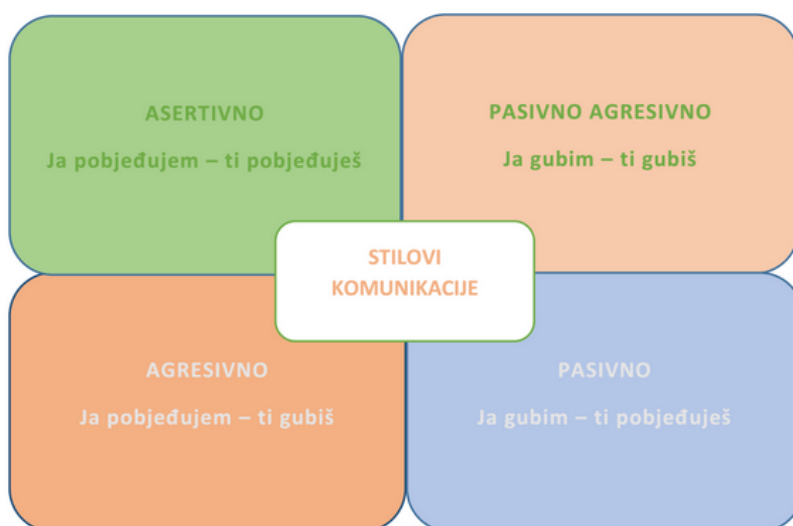 ASERTIVNO
Ja pobjeđujem – ti pobjeđuješ
PASIVNO AGRESIVNO
Ja gubim – ti gubiš
STILOVI
KOMUNIKACIJE
AGRESIVNO
Ja pobjeđujem – ti gubiš
PASIVNO
Ja gubim – ti pobjeđuješ